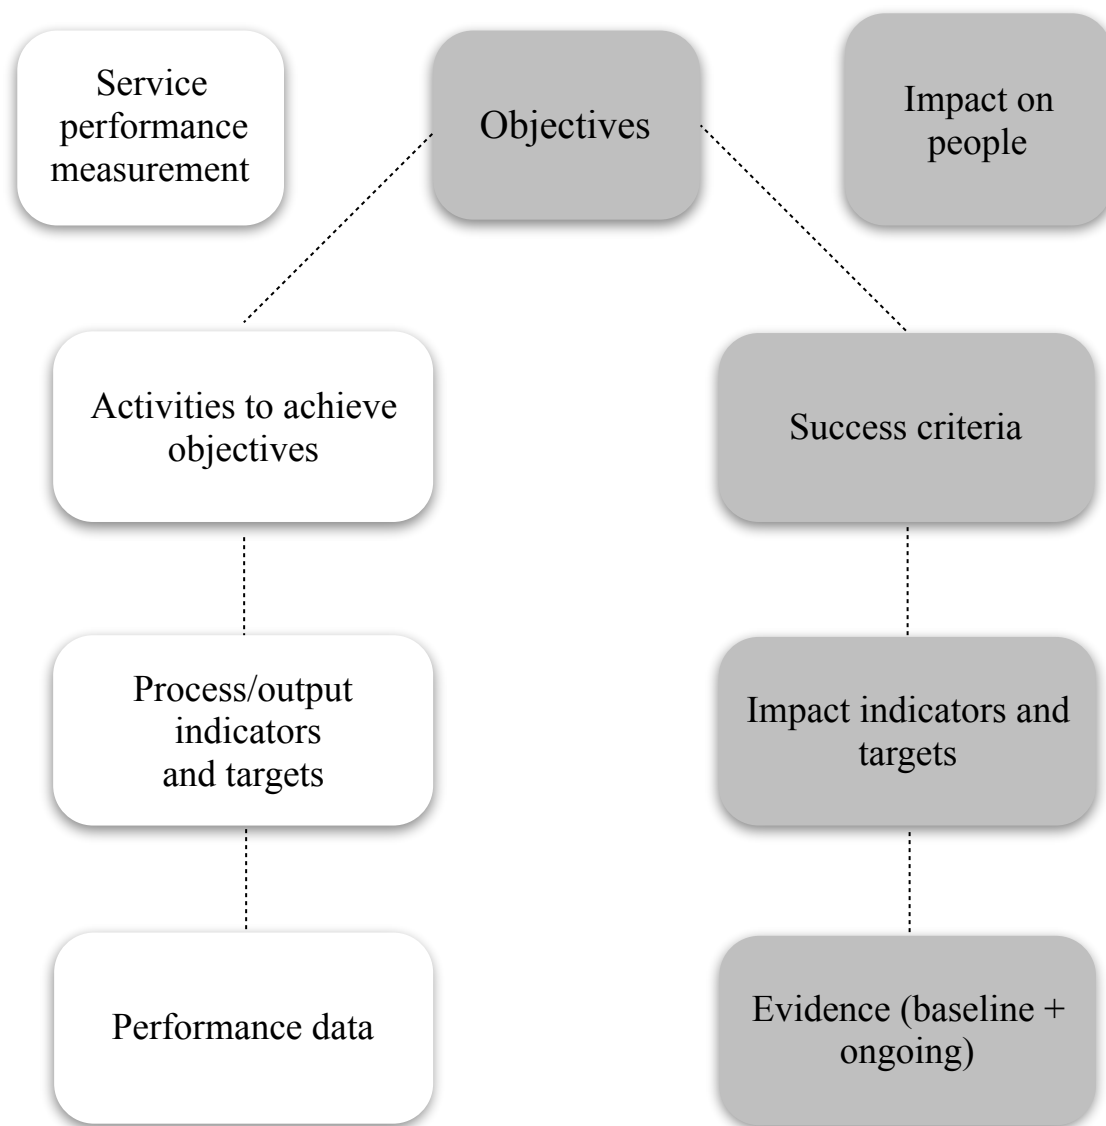 Service
performance
measurement
Objectives
Impact on
people
Activities to achieve
objectives
Success criteria
Process/output
indicators
and targets
Impact indicators and
targets
Performance data
Evidence (baseline +
ongoing)